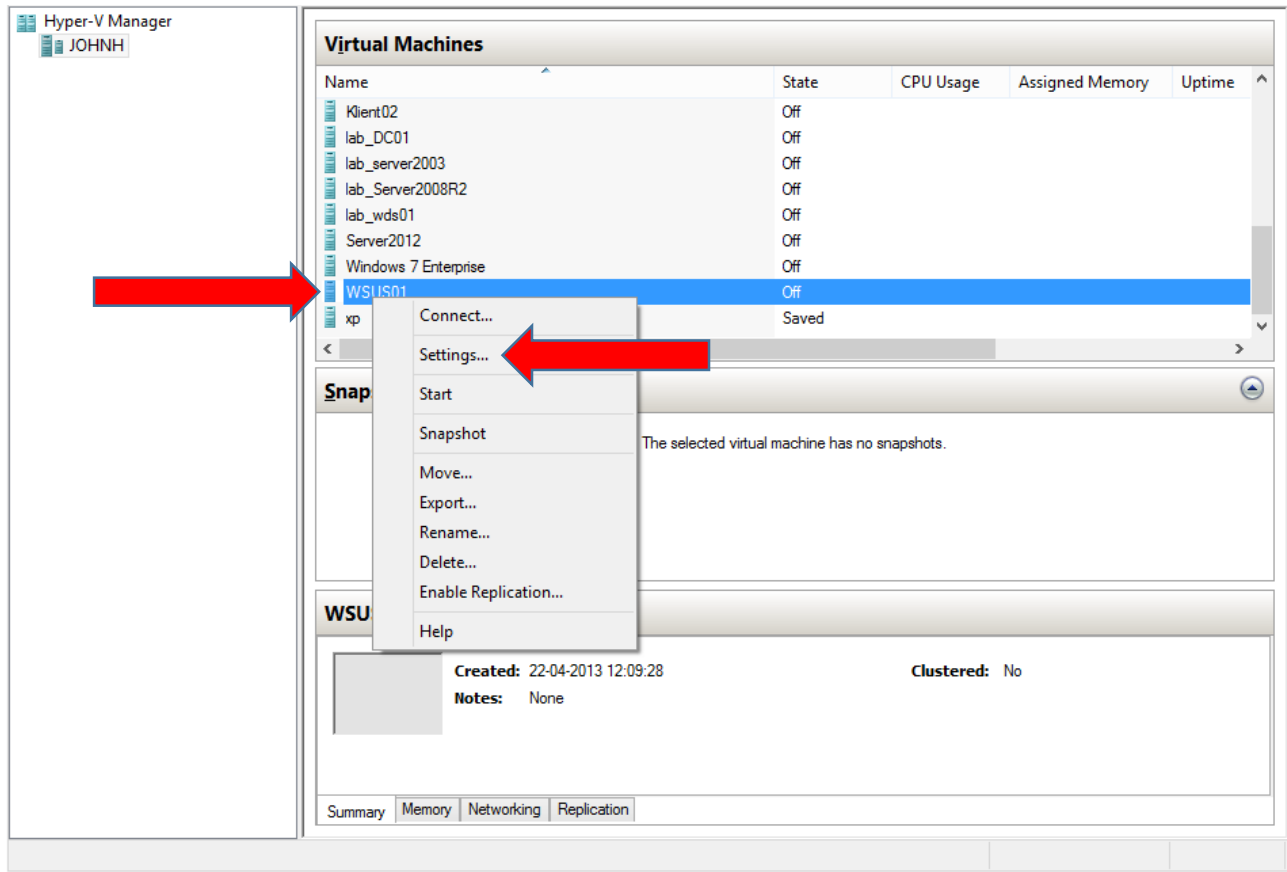 Hyper-V Manager
JOHNH
Virtual Machines
Name State CPU Usage Assigned Memory Uptime
Klient02 Off
lab_DC01 Off
lab_server2003 Off
lab_Server2008R2 Off
lab_wds01 Off
Server2012 Off
Windows 7 Enterprise Off
WSUS01 Off
xp Saved
Connect...
Settings...
Start
Snapshot
Move...
Export...
Rename...
Delete...
Enable Replication...
Help
Snap
The selected virtual machine has no snapshots.
WSU
Created: 22-04-2013 12:09:28 Clustered: No
Notes: None
Summary Memory Networking Replication